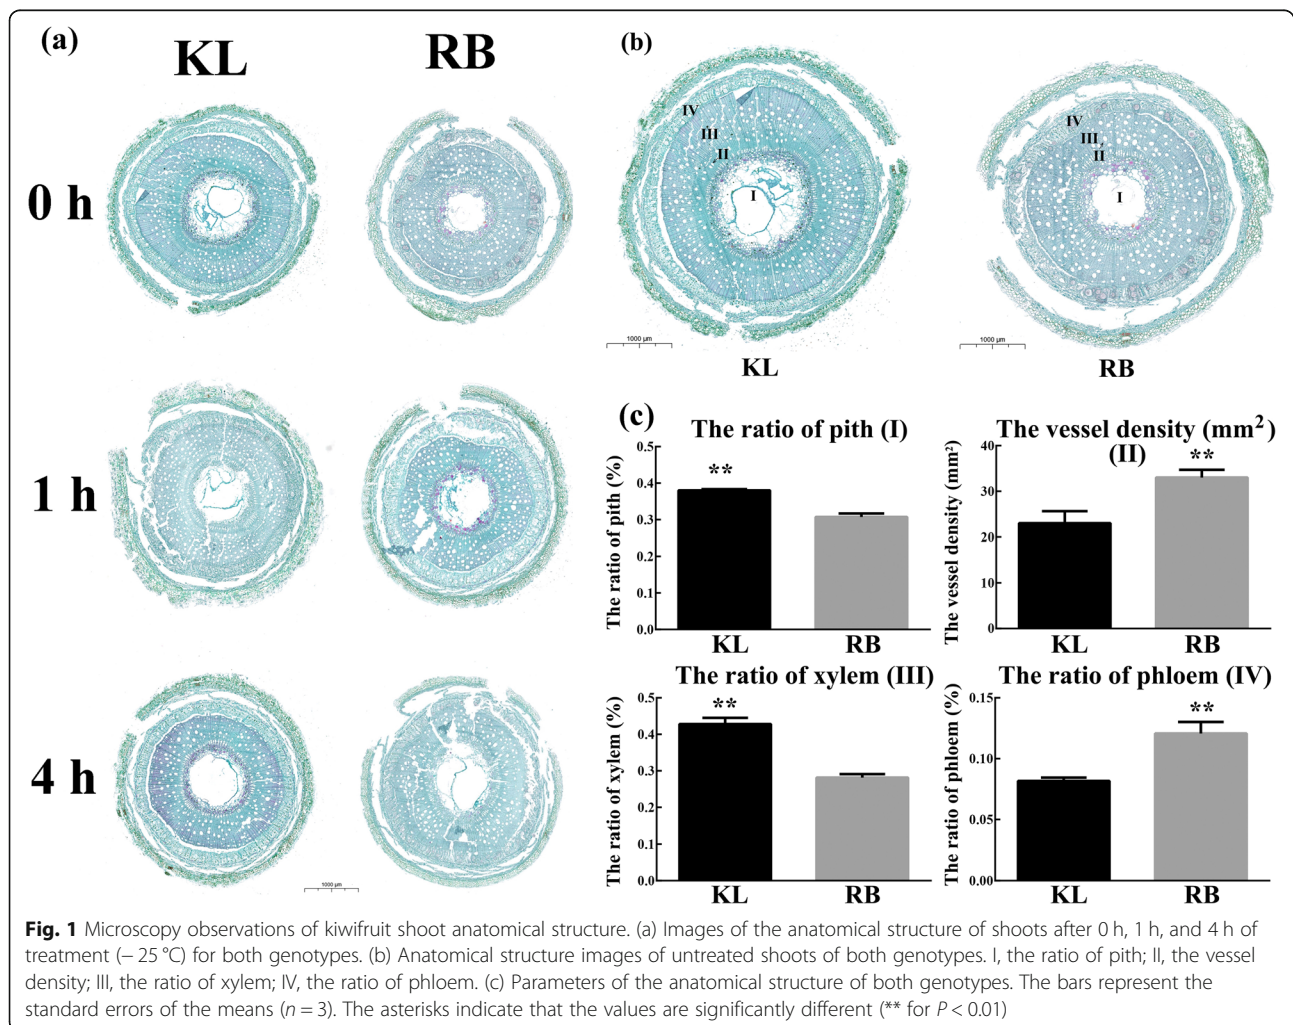 (a)
KL RB
0 h
1 h
4 h
1000 µm
(b)
IV
III
II
I
1000 µm
KL
IV
III
II
I
1000 µm
RB
(c)
The ratio of pith (I)
The ratio of pith (%)
0.5
0.4
0.3
0.2
0.1
0.0
**
KL RB
The vessel density (mm²)
(II)
The vessel density (mm²)
40
30
20
10
0
**
KL RB
The ratio of xylem (III)
The ratio of xylem (%)
0.5
0.4
0.3
0.2
0.1
0.0
**
KL RB
The ratio of phloem (IV)
The ratio of phloem (%)
0.15
0.10
0.05
0.00
**
KL RB
Fig. 1 Microscopy observations of kiwifruit shoot anatomical structure. (a) Images of the anatomical structure of shoots after 0 h, 1 h, and 4 h of
treatment (− 25 °C) for both genotypes. (b) Anatomical structure images of untreated shoots of both genotypes. I, the ratio of pith; II, the vessel
density; III, the ratio of xylem; IV, the ratio of phloem. (c) Parameters of the anatomical structure of both genotypes. The bars represent the
standard errors of the means (n = 3). The asterisks indicate that the values are significantly different (** for P < 0.01)